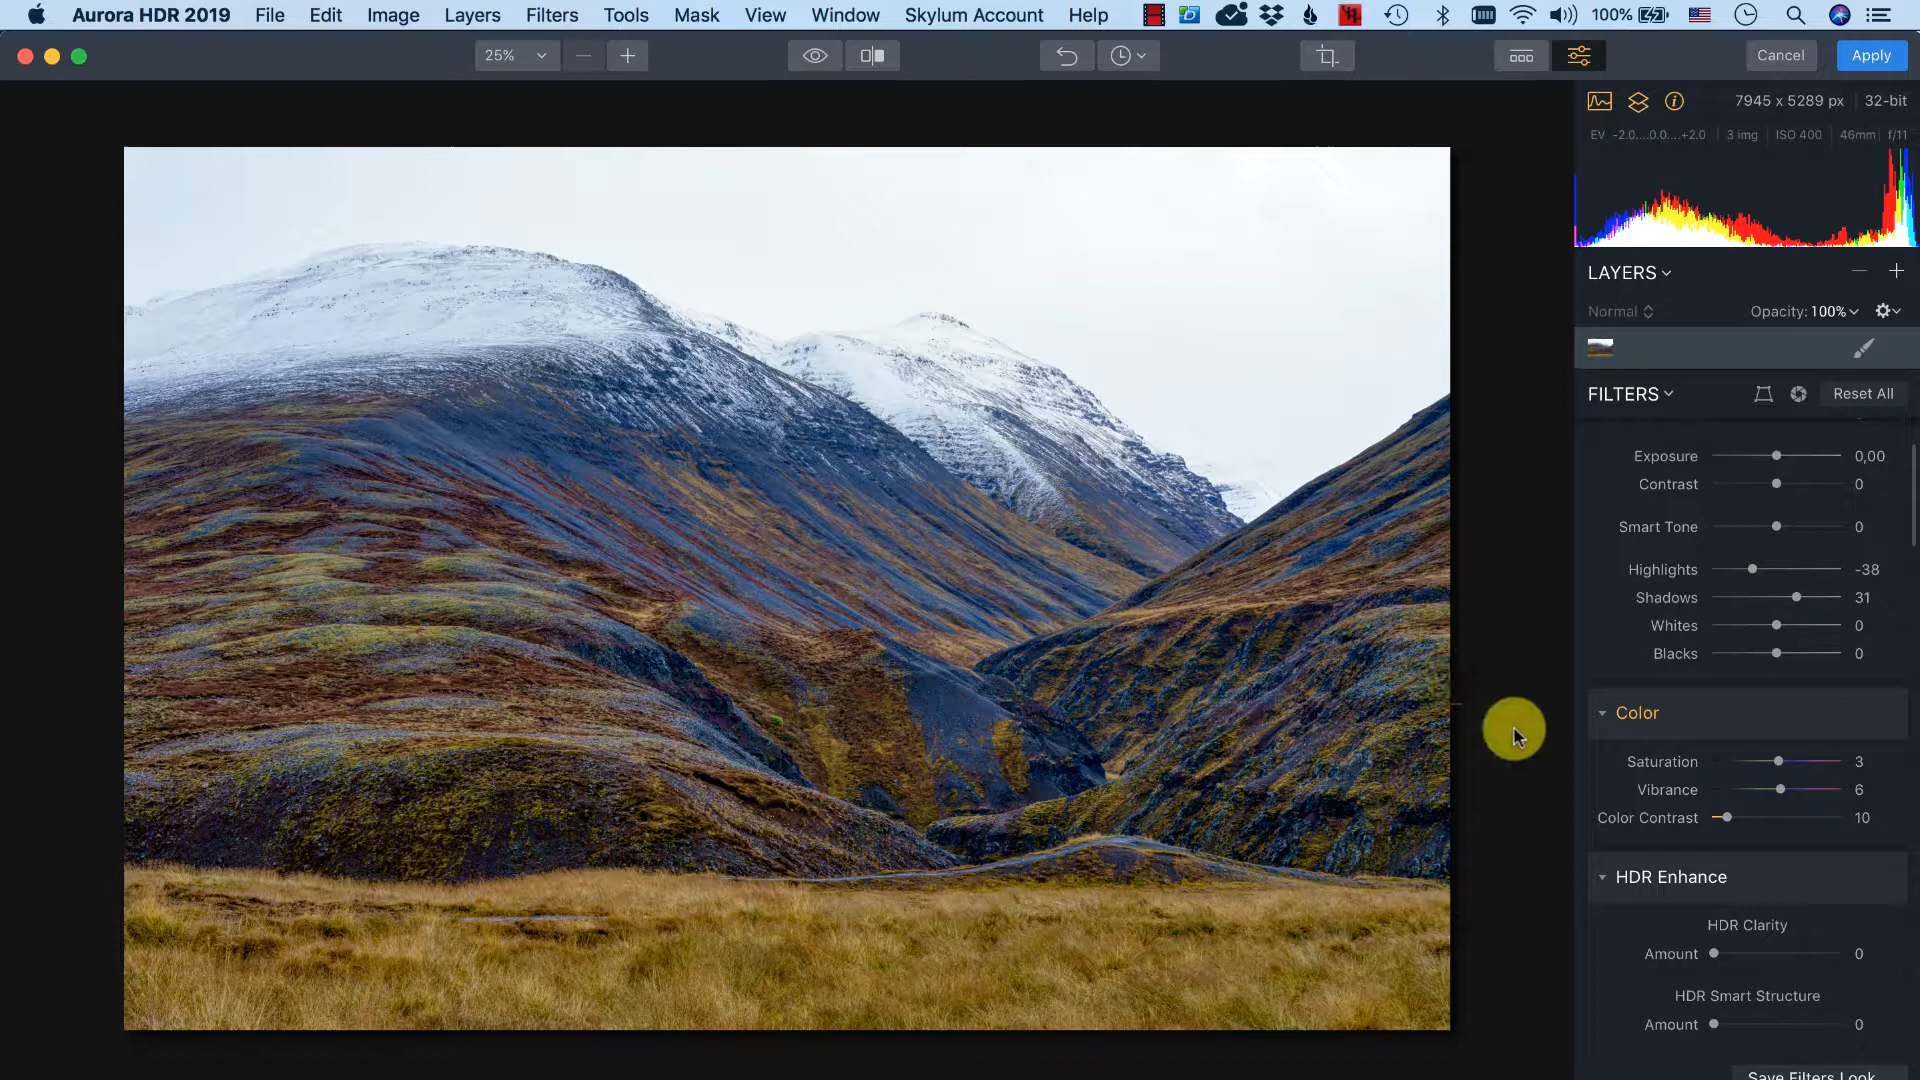 Aurora HDR 2019 File Edit Image Layers Filters Tools Mask View Window Skylum Account Help 100%
25% Cancel Apply
7945 x 5289 px 32-bit
EV -2.0....0.0....+2.0 3 img ISO 400 46mm f/11
LAYERS
Normal Opacity: 100%
FILTERS Reset All
Exposure 0,00
Contrast 0
Smart Tone 0
Highlights -38
Shadows 31
Whites 0
Blacks 0
Color
Saturation 3
Vibrance 6
Color Contrast 10
HDR Enhance
HDR Clarity
Amount 0
HDR Smart Structure
Amount 0
Save Filters Look